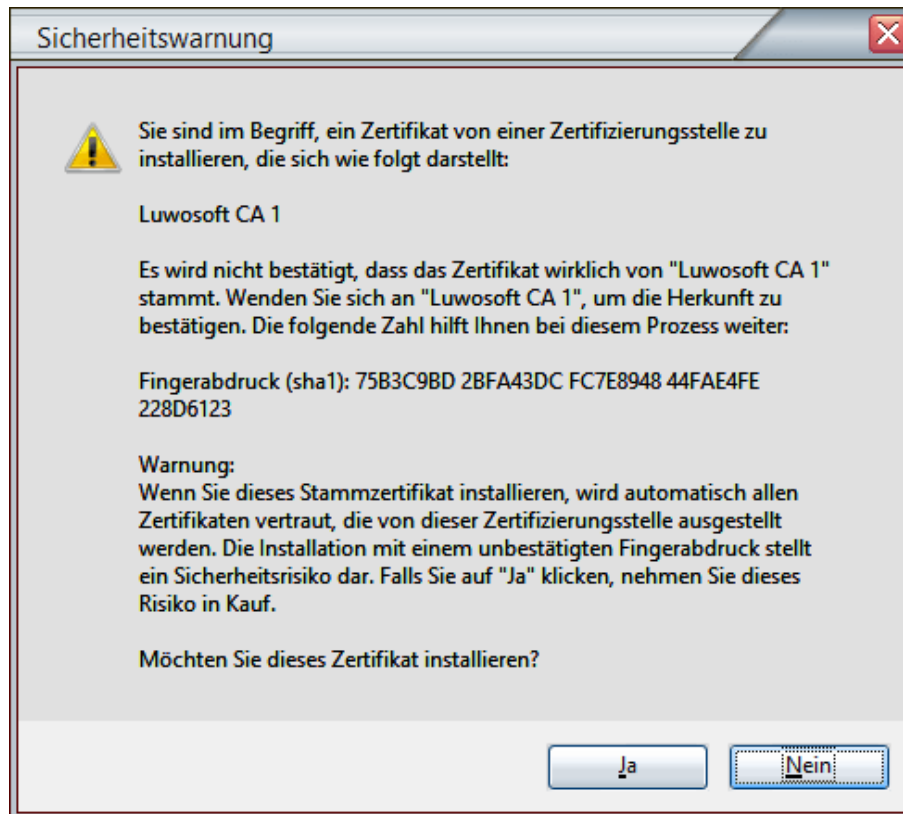 Sicherheitswarnung
Sie sind im Begriff, ein Zertifikat von einer Zertifizierungsstelle zu
installieren, die sich wie folgt darstellt:
Luwosoft CA 1
Es wird nicht bestätigt, dass das Zertifikat wirklich von "Luwosoft CA 1"
stammt. Wenden Sie sich an "Luwosoft CA 1", um die Herkunft zu
bestätigen. Die folgende Zahl hilft Ihnen bei diesem Prozess weiter:
Fingerabdruck (sha1): 75B3C9BD 2BFA43DC FC7E8948 44FAE4FE
228D6123
Warnung:
Wenn Sie dieses Stammzertifikat installieren, wird automatisch allen
Zertifikaten vertraut, die von dieser Zertifizierungsstelle ausgestellt
werden. Die Installation mit einem unbestätigten Fingerabdruck stellt
ein Sicherheitsrisiko dar. Falls Sie auf "Ja" klicken, nehmen Sie dieses
Risiko in Kauf.
Möchten Sie dieses Zertifikat installieren?
Ja
Nein